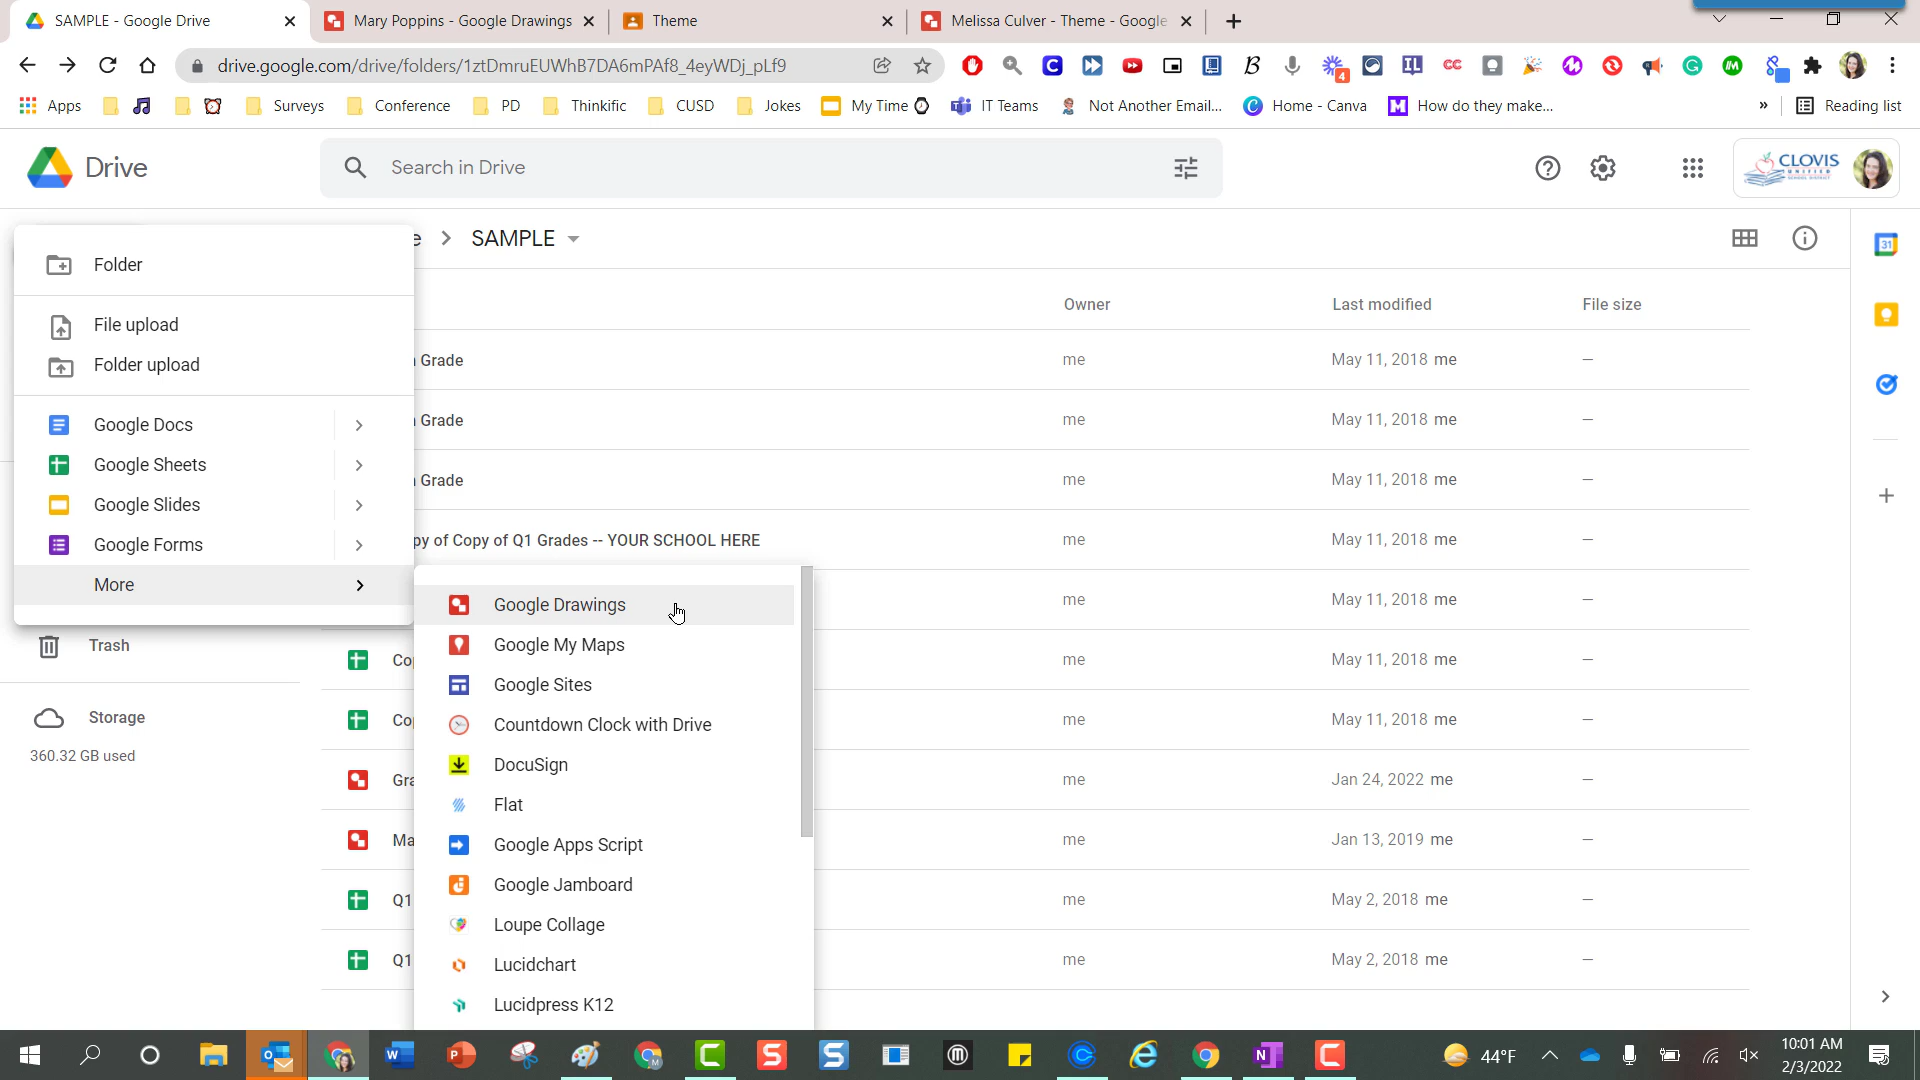 SAMPLE - Google Drive
Mary Poppins - Google Drawings
Theme
Melissa Culver - Theme - Google
drive.google.com/drive/folders/1ztDmruEUWhB7DA6mPAf8_4eyWDj_pLf9
Apps
Surveys
Conference
PD
Thinkific
CUSD
Jokes
My Time
IT Teams
Not Another Email...
Home - Canva
How do they make...
»
Reading list
Drive
Search in Drive
CLOVIS
UNIFIED
SCHOOL DISTRICT
e > SAMPLE
Folder
File upload
Folder upload
Google Docs
Google Sheets
Google Slides
Google Forms
More
Trash
Storage
360.32 GB used
Owner
Last modified
File size
Grade
me
May 11, 2018 me
—
Grade
me
May 11, 2018 me
—
Grade
me
May 11, 2018 me
—
py of Copy of Q1 Grades -- YOUR SCHOOL HERE
me
May 11, 2018 me
—
me
May 11, 2018 me
—
Co
me
May 11, 2018 me
—
Co
me
May 11, 2018 me
—
Gra
me
Jan 24, 2022 me
—
Ma
me
Jan 13, 2019 me
—
Q1
me
May 2, 2018 me
—
Q1
me
May 2, 2018 me
—
Google Drawings
Google My Maps
Google Sites
Countdown Clock with Drive
DocuSign
Flat
Google Apps Script
Google Jamboard
Loupe Collage
Lucidchart
Lucidpress K12
31
44°F
10:01 AM
2/3/2022